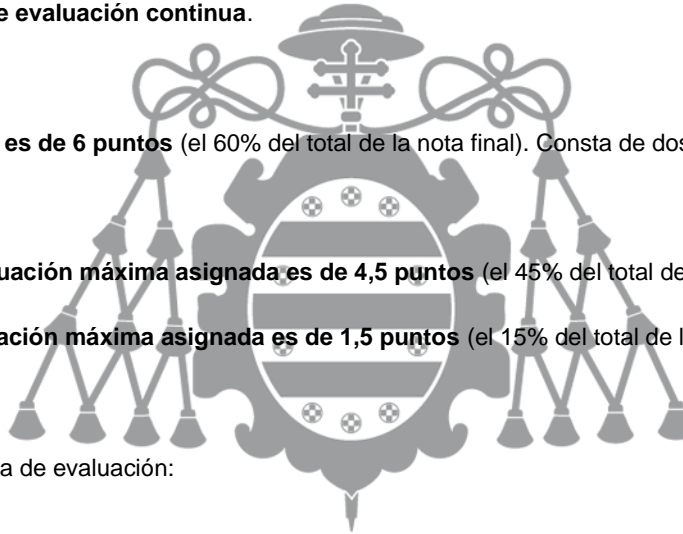 e evaluación continua.
es de 6 puntos (el 60% del total de la nota final). Consta de dos
uación máxima asignada es de 4,5 puntos (el 45% del total de
ación máxima asignada es de 1,5 puntos (el 15% del total de l
a de evaluación: